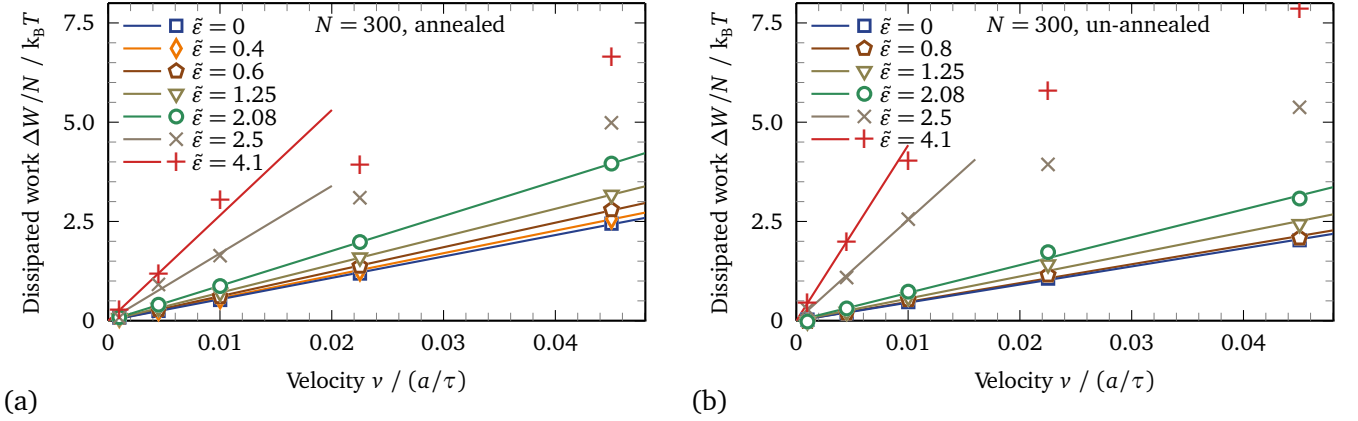 Dissipated work ΔW/N / k_BT
7.5
5.0
2.5
0
N = 300, annealed
ε̃ = 0
ε̃ = 0.4
ε̃ = 0.6
ε̃ = 1.25
ε̃ = 2.08
ε̃ = 2.5
ε̃ = 4.1
0 0.01 0.02 0.03 0.04
Velocity v / (a/τ)
(a)
Dissipated work ΔW/N / k_BT
7.5
5.0
2.5
0
N = 300, un-annealed
ε̃ = 0
ε̃ = 0.8
ε̃ = 1.25
ε̃ = 2.08
ε̃ = 2.5
ε̃ = 4.1
0 0.01 0.02 0.03 0.04
Velocity v / (a/τ)
(b)